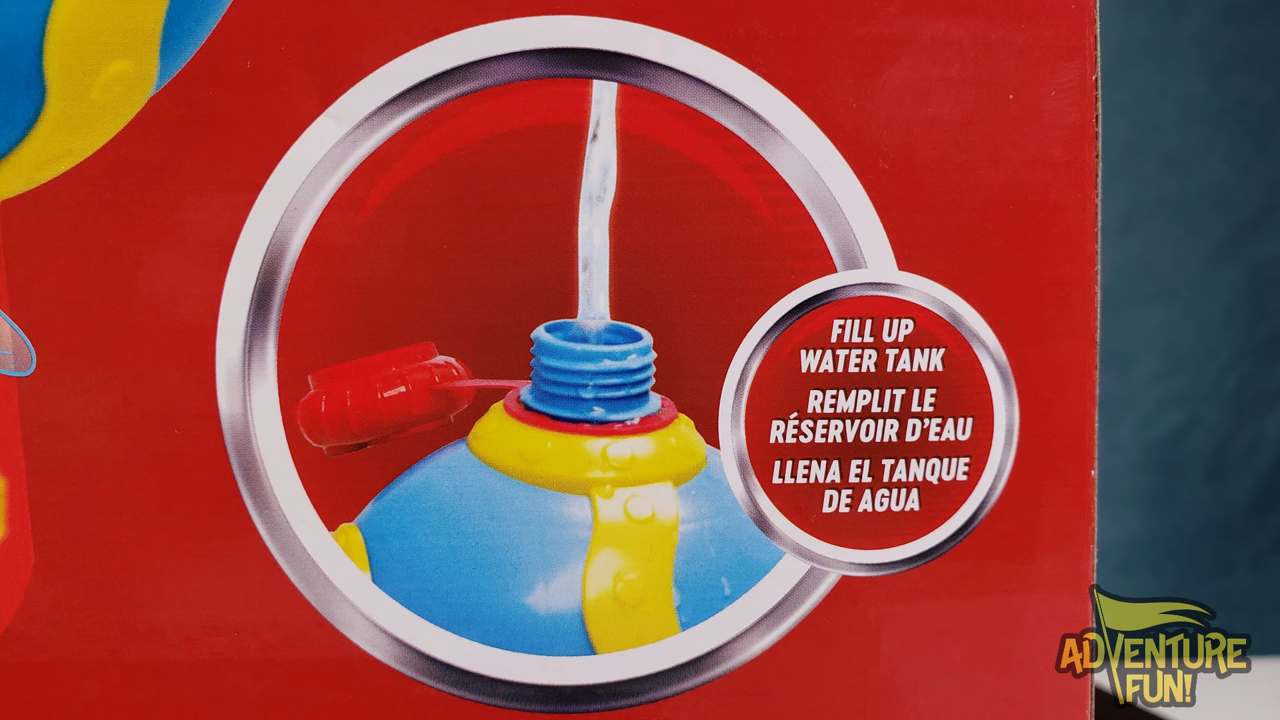 FILL UP
WATER TANK
REMPLIT LE
RÉSERVOIR D'EAU
LLENA EL TANQUE
DE AGUA
ADVENTURE
FUN!